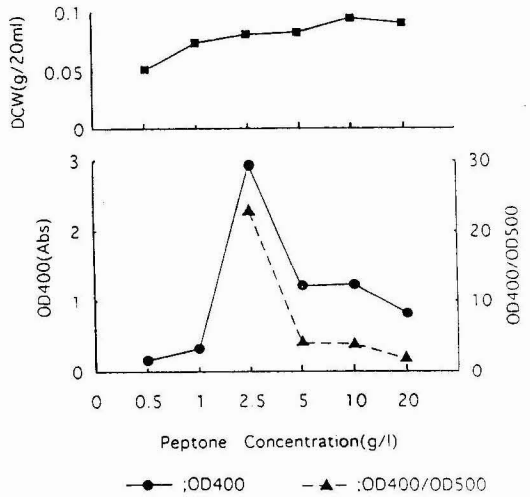 0.1
0.05
0
DCW(g/20ml)
3
2
1
0
OD400(Abs)
30
20
10
0
OD400/OD500
0 0.5 1 2.5 5 10 20
Peptone Concentration(g/l)
;OD400 ;OD400/OD500